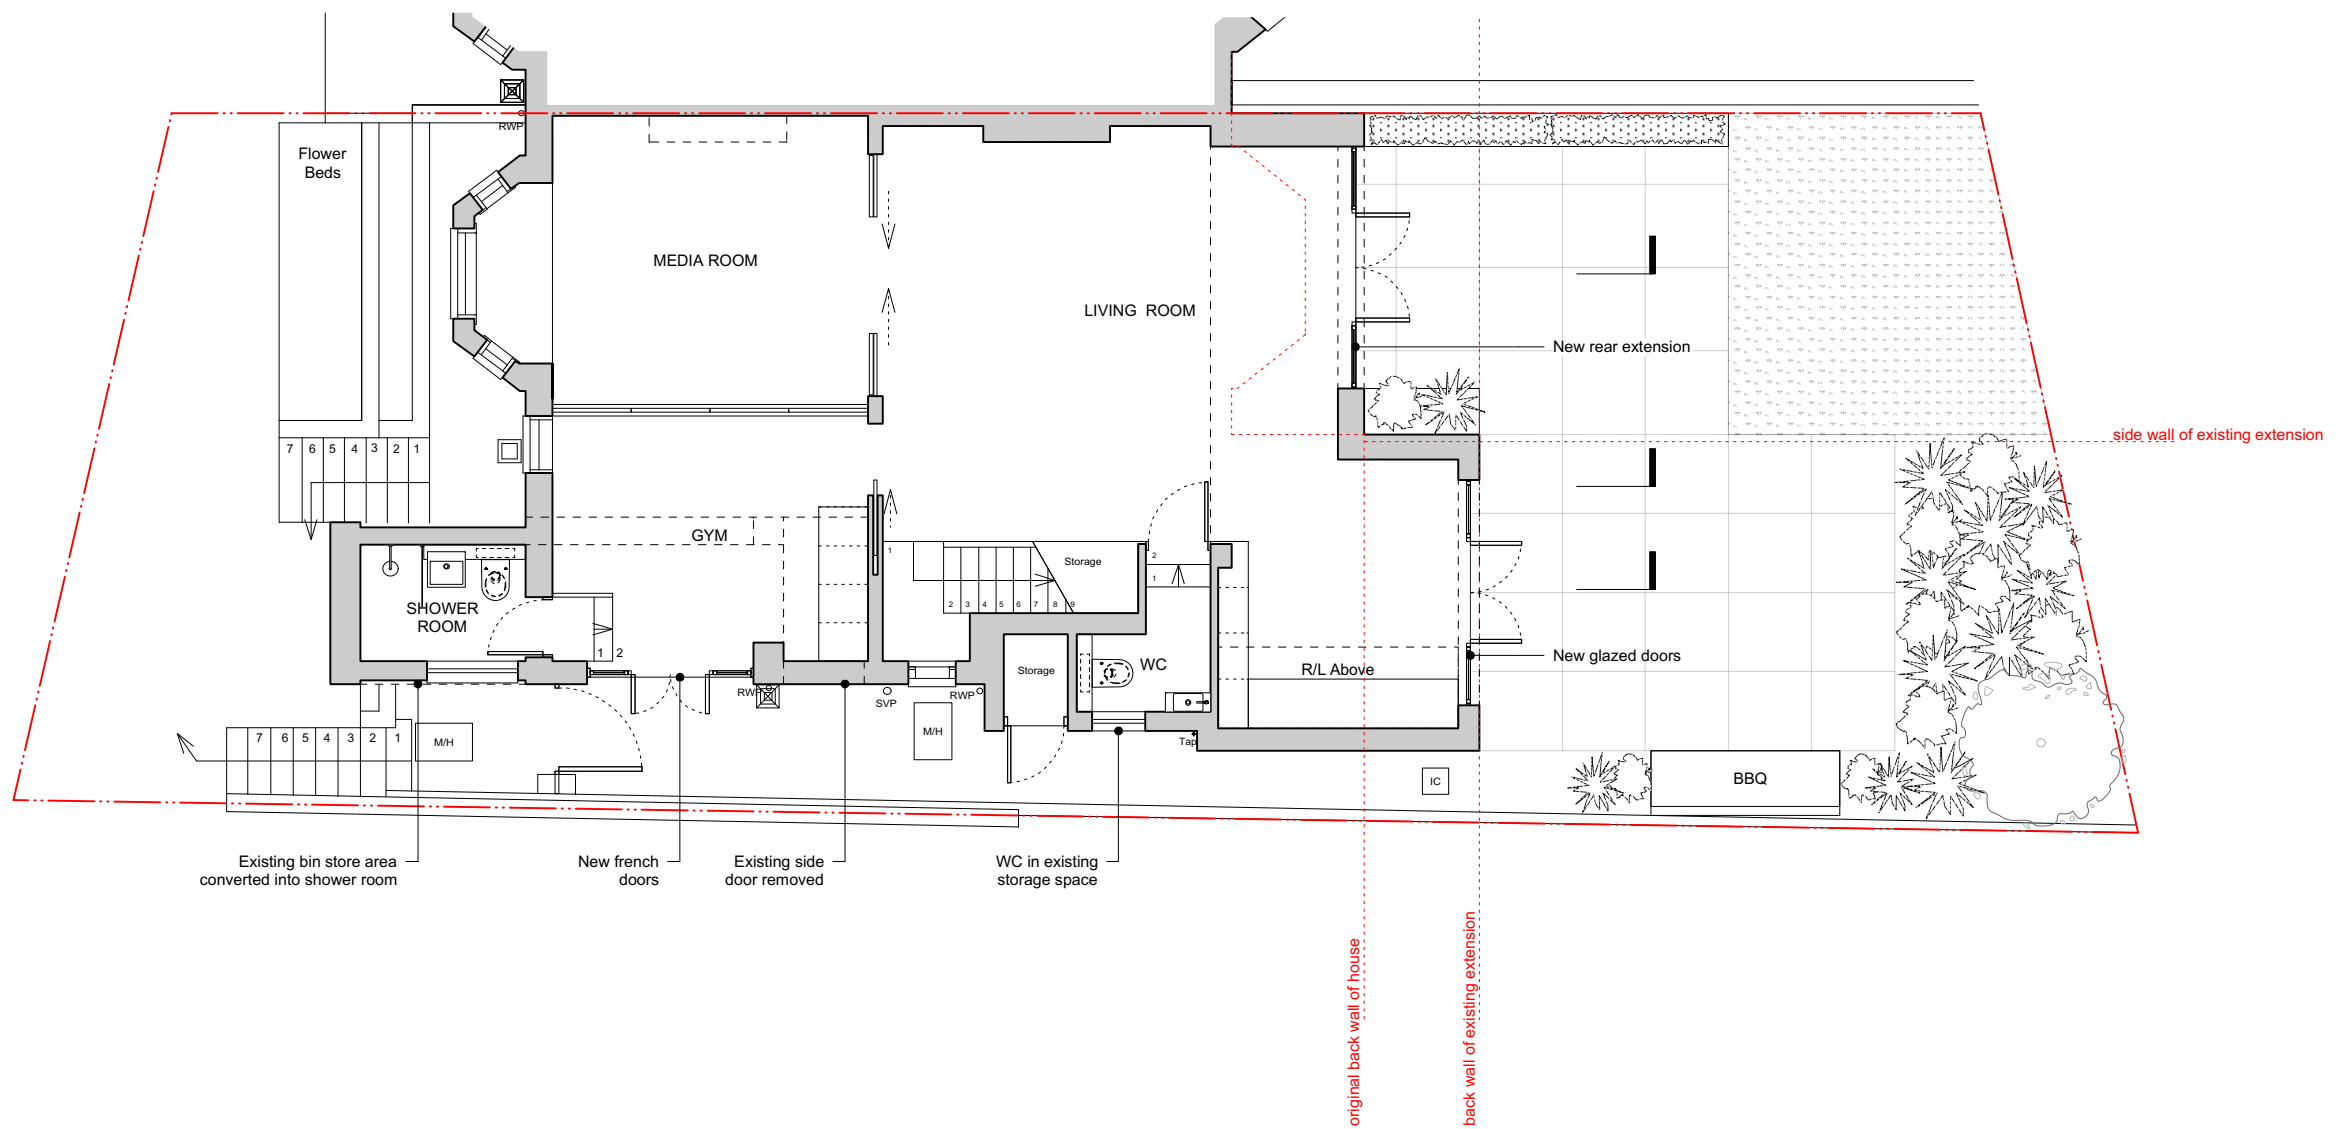 RWP
Flower
Beds
MEDIA ROOM
LIVING  ROOM
New rear extension
side wall of existing extension
7 6 5 4 3 2 1
GYM
1
2
Storage
1
2 3 4 5 6 7 8 9
SHOWER
ROOM
1 2
Storage
WC
R/L Above
New glazed doors
RWP
SVP
RWP
7 6 5 4 3 2 1
M/H
M/H
Tap
IC
BBQ
Existing bin store area
converted into shower room
New french
doors
Existing side
door removed
WC in existing
storage space
original back wall of house
back wall of existing extension